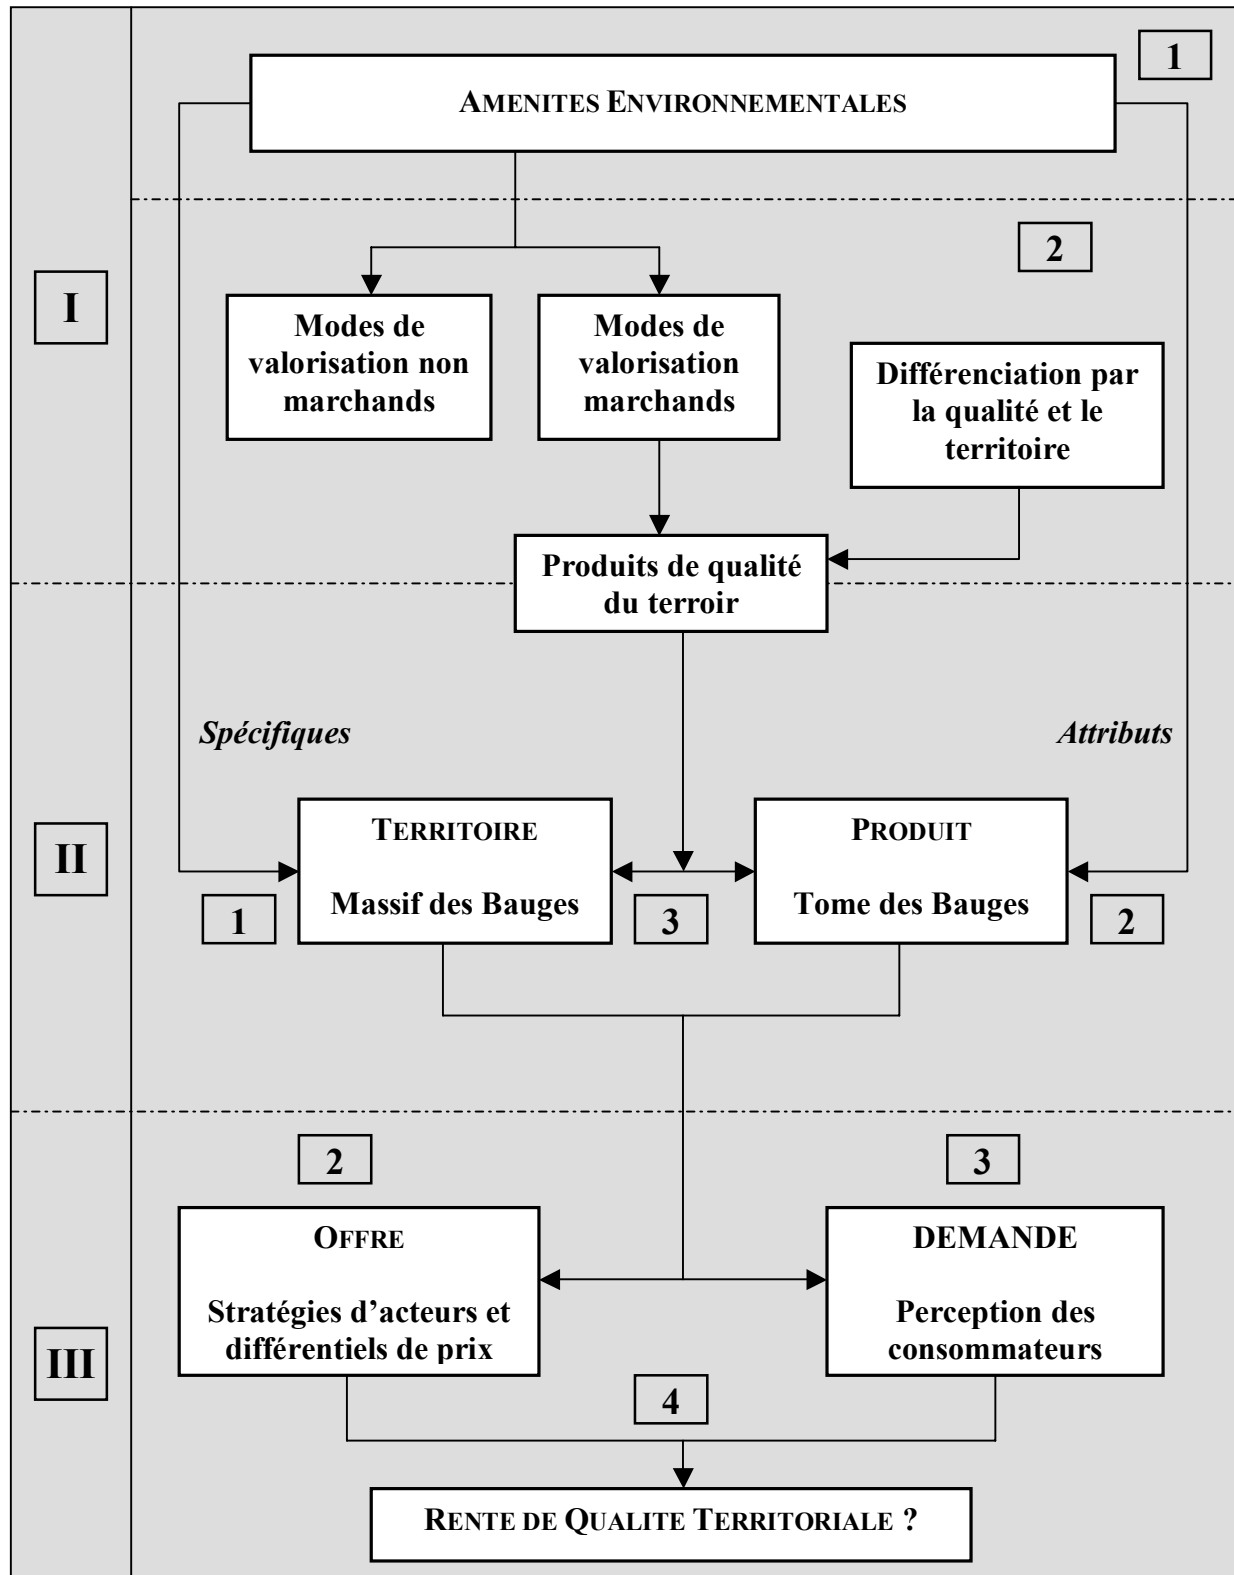 1
AMENITES ENVIRONNEMENTALES
2
I
Modes de
valorisation non
marchands
Modes de
valorisation
marchands
Différenciation par
la qualité et le
territoire
Produits de qualité
du terroir
Spécifiques
Attributs
II
TERRITOIRE
Massif des Bauges
PRODUIT
Tome des Bauges
1
3
2
2
3
III
OFFRE
Stratégies d’acteurs et
différentiels de prix
DEMANDE
Perception des
consommateurs
4
RENTE DE QUALITE TERRITORIALE ?